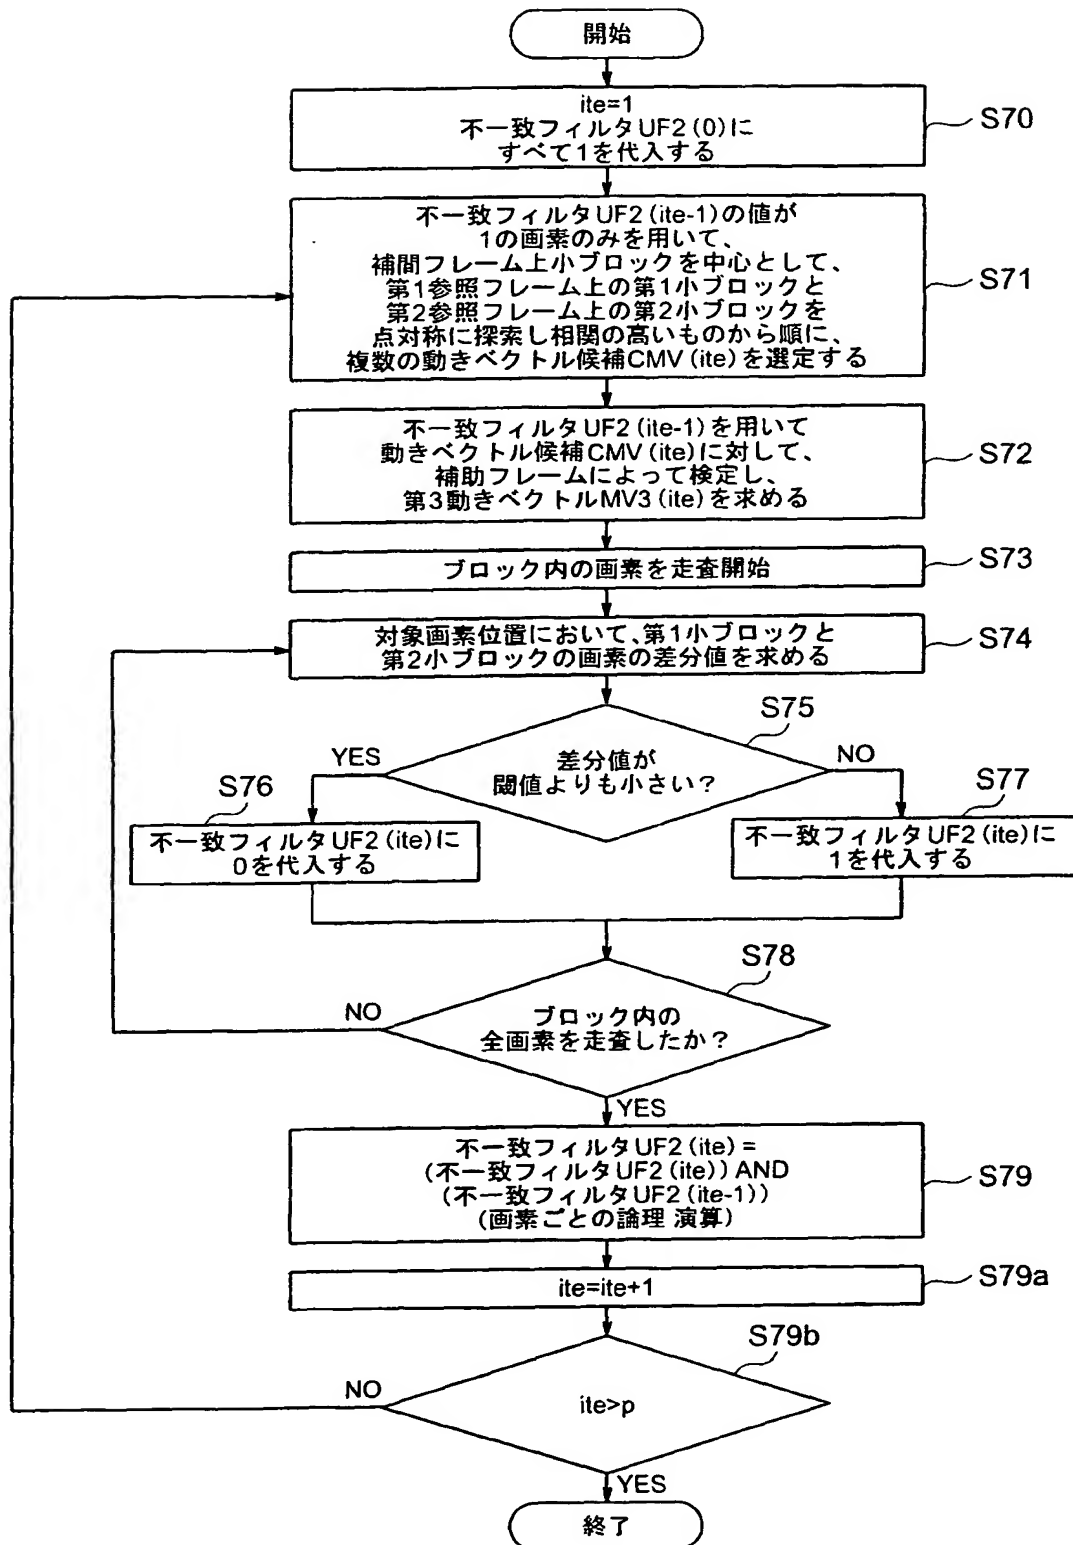 開始
ite=1
不一致フィルタUF2(0)に
すべて1を代入する
S70
不一致フィルタUF2(ite-1)の値が
1の画素のみを用いて、
補間フレーム上小ブロックを中心として、
第1参照フレーム上の第1小ブロックと
第2参照フレーム上の第2小ブロックを
点対称に探索し相関の高いものから順に、
複数の動きベクトル候補CMV(ite)を選定する
S71
不一致フィルタUF2(ite-1)を用いて
動きベクトル候補CMV(ite)に対して、
補助フレームによって検定し、
第3動きベクトルMV3(ite)を求める
S72
ブロック内の画素を走査開始
S73
対象画素位置において、第1小ブロックと
第2小ブロックの画素の差分値を求める
S74
S75
差分値が
閾値よりも小さい?
YES
NO
S76
不一致フィルタUF2(ite)に
0を代入する
S77
不一致フィルタUF2(ite)に
1を代入する
S78
ブロック内の
全画素を走査したか?
NO
YES
不一致フィルタUF2(ite)=
(不一致フィルタUF2(ite))AND
(不一致フィルタUF2(ite-1))
(画素ごとの論理 演算)
S79
ite=ite+1
S79a
S79b
ite>p
NO
YES
終了